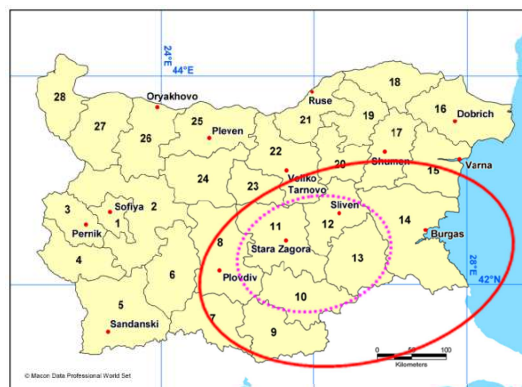 24°E
44°E
28
27
26
25
24
23
22
21
20
19
18
17
16
15
14
13
12
11
10
9
8
7
6
5
4
3
2
1
Oryakhovo
Pleven
Ruse
Dobrich
Shumen
Varna
Veliko
Tarnovo
Sliven
Sofiya
Pernik
Stara Zagora
Burgas
Plovdiv
Sandanski
28°E
42°N
0
50
100
Kilometers
© Macon Data Professional World Set